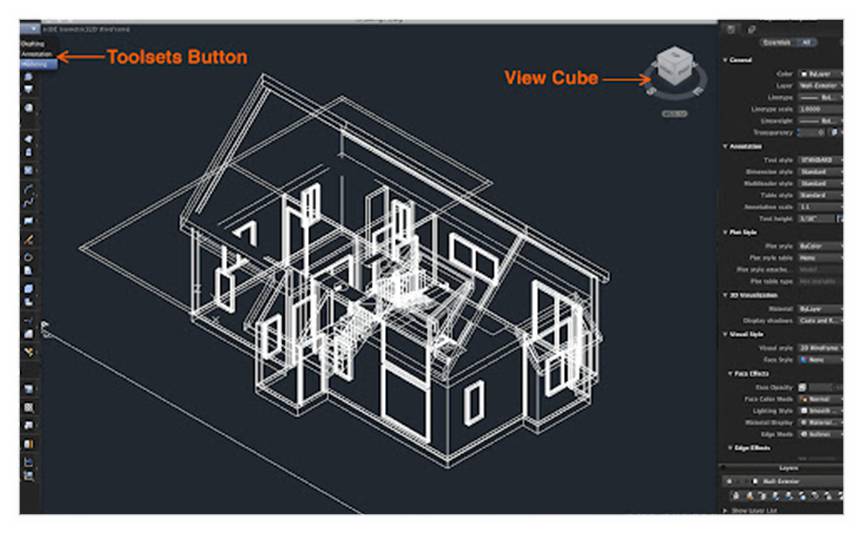 Drafting
Annotation
Modeling
Toolsets Button
View Cube
Essentials All
General
Color ByLayer
Layer Wall-Exterior
Linetype ByL...
Linetype scale 1.0000
Lineweight ByL...
Transparency 0
Annotation
Text style STANDARD
Dimension style Standard
Multileader style Standard
Table style Standard
Annotation scale 1:1
Text height
Plot Style
Plot style ByColor
Plot style table None
Plot style attache... Model
Plot table type Not available
3D Visualization
Material ByLayer
Display shadows Casts and R...
Visual Style
Visual style 2D Wireframe
Face Style None
Face Effects
Face Opacity
Face Color Mode Normal
Lighting Style Smooth ...
Material Display Material...
Edge Mode Isolines
Edge Effects
Layers
Wall-Exterior
Show Layer List